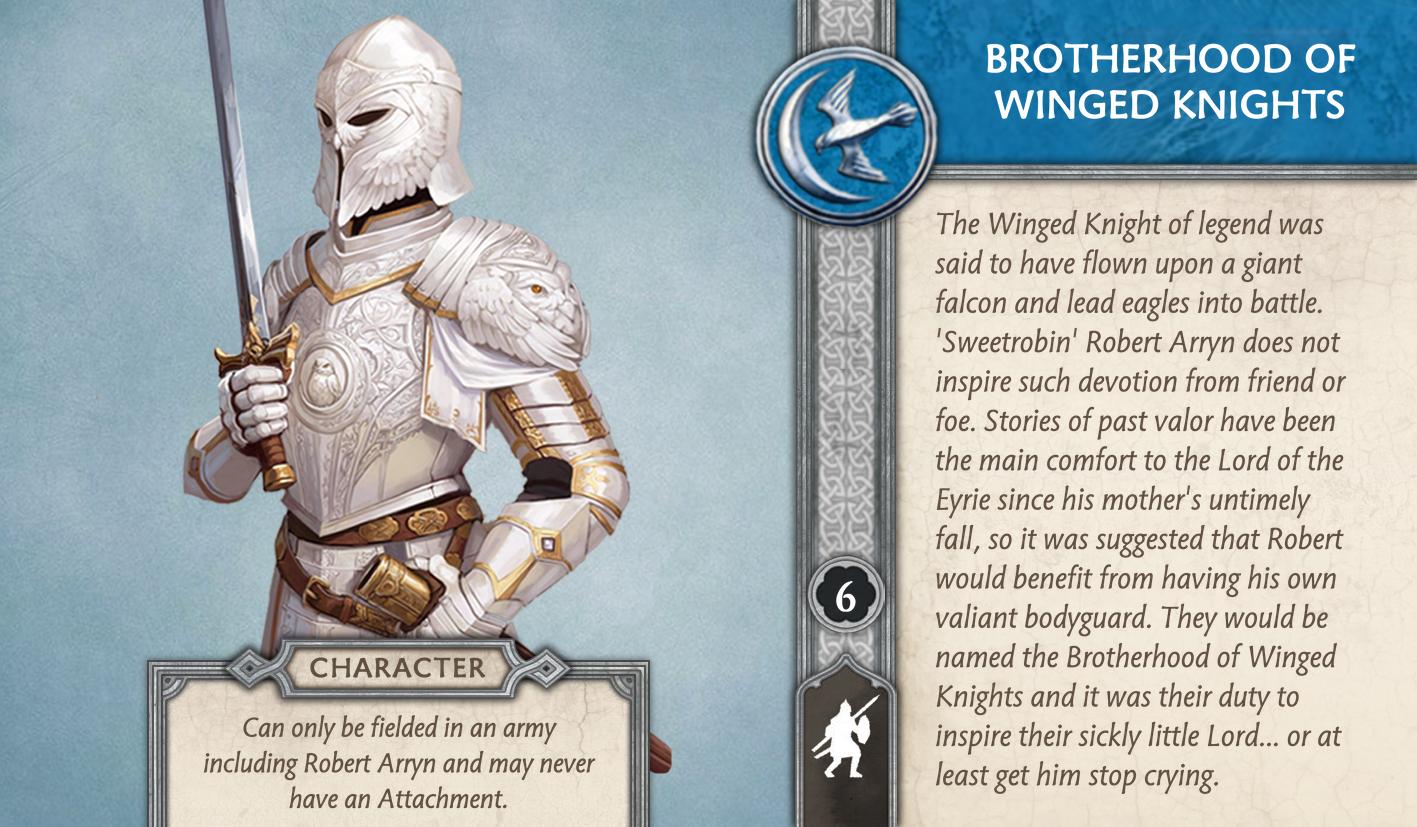 BROTHERHOOD OF
WINGED KNIGHTS
The Winged Knight of legend was
said to have flown upon a giant
falcon and lead eagles into battle.
'Sweetrobin' Robert Arryn does not
inspire such devotion from friend or
foe. Stories of past valor have been
the main comfort to the Lord of the
Eyrie since his mother's untimely
fall, so it was suggested that Robert
would benefit from having his own
valiant bodyguard. They would be
named the Brotherhood of Winged
Knights and it was their duty to
inspire their sickly little Lord... or at
least get him stop crying.
6
CHARACTER
Can only be fielded in an army
including Robert Arryn and may never
have an Attachment.